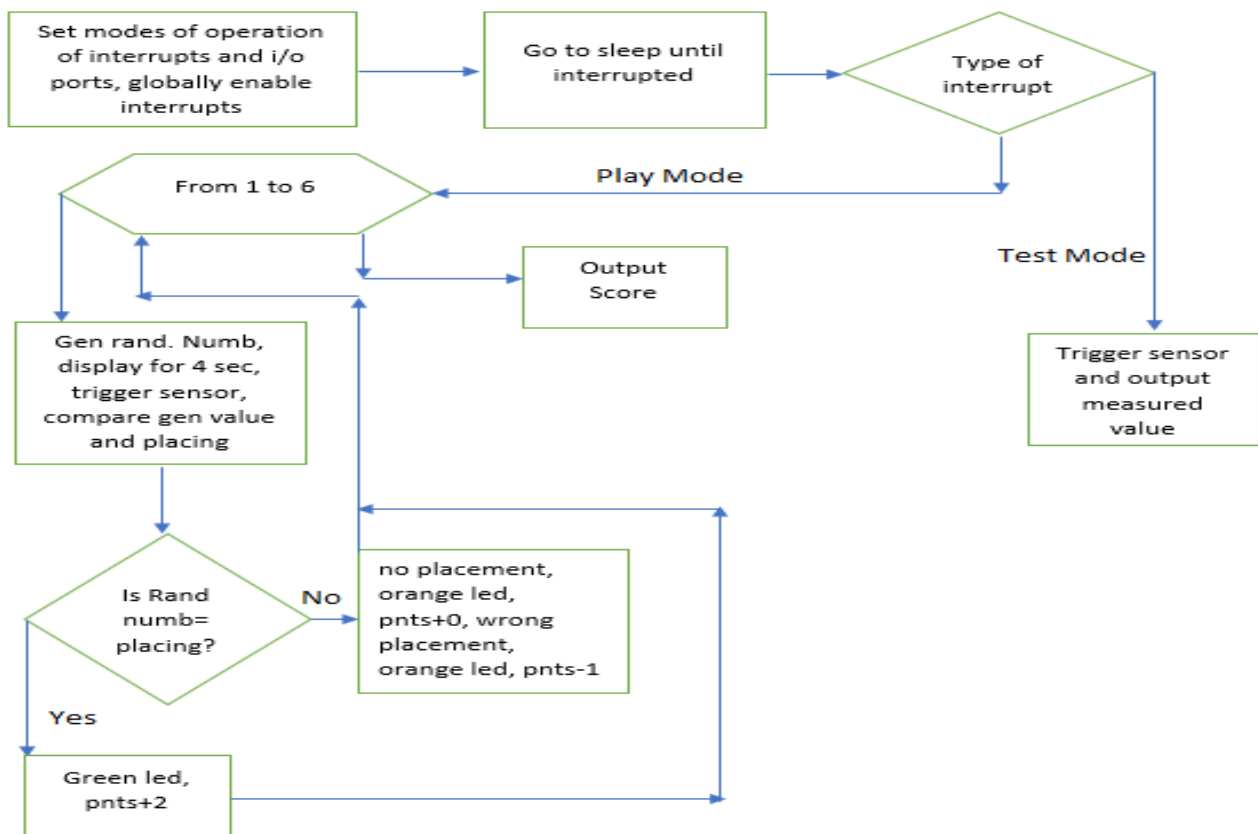 Set modes of operation
of interrupts and i/o
ports, globally enable
interrupts
Go to sleep until
interrupted
Type of
interrupt
Play Mode
From 1 to 6
Test Mode
Output
Score
Gen rand. Numb,
display for 4 sec,
trigger sensor,
compare gen value
and placing
Trigger sensor
and output
measured
value
Is Rand
numb=
placing?
No
no placement,
orange led,
pnts+0, wrong
placement,
orange led, pnts-1
Yes
Green led,
pnts+2